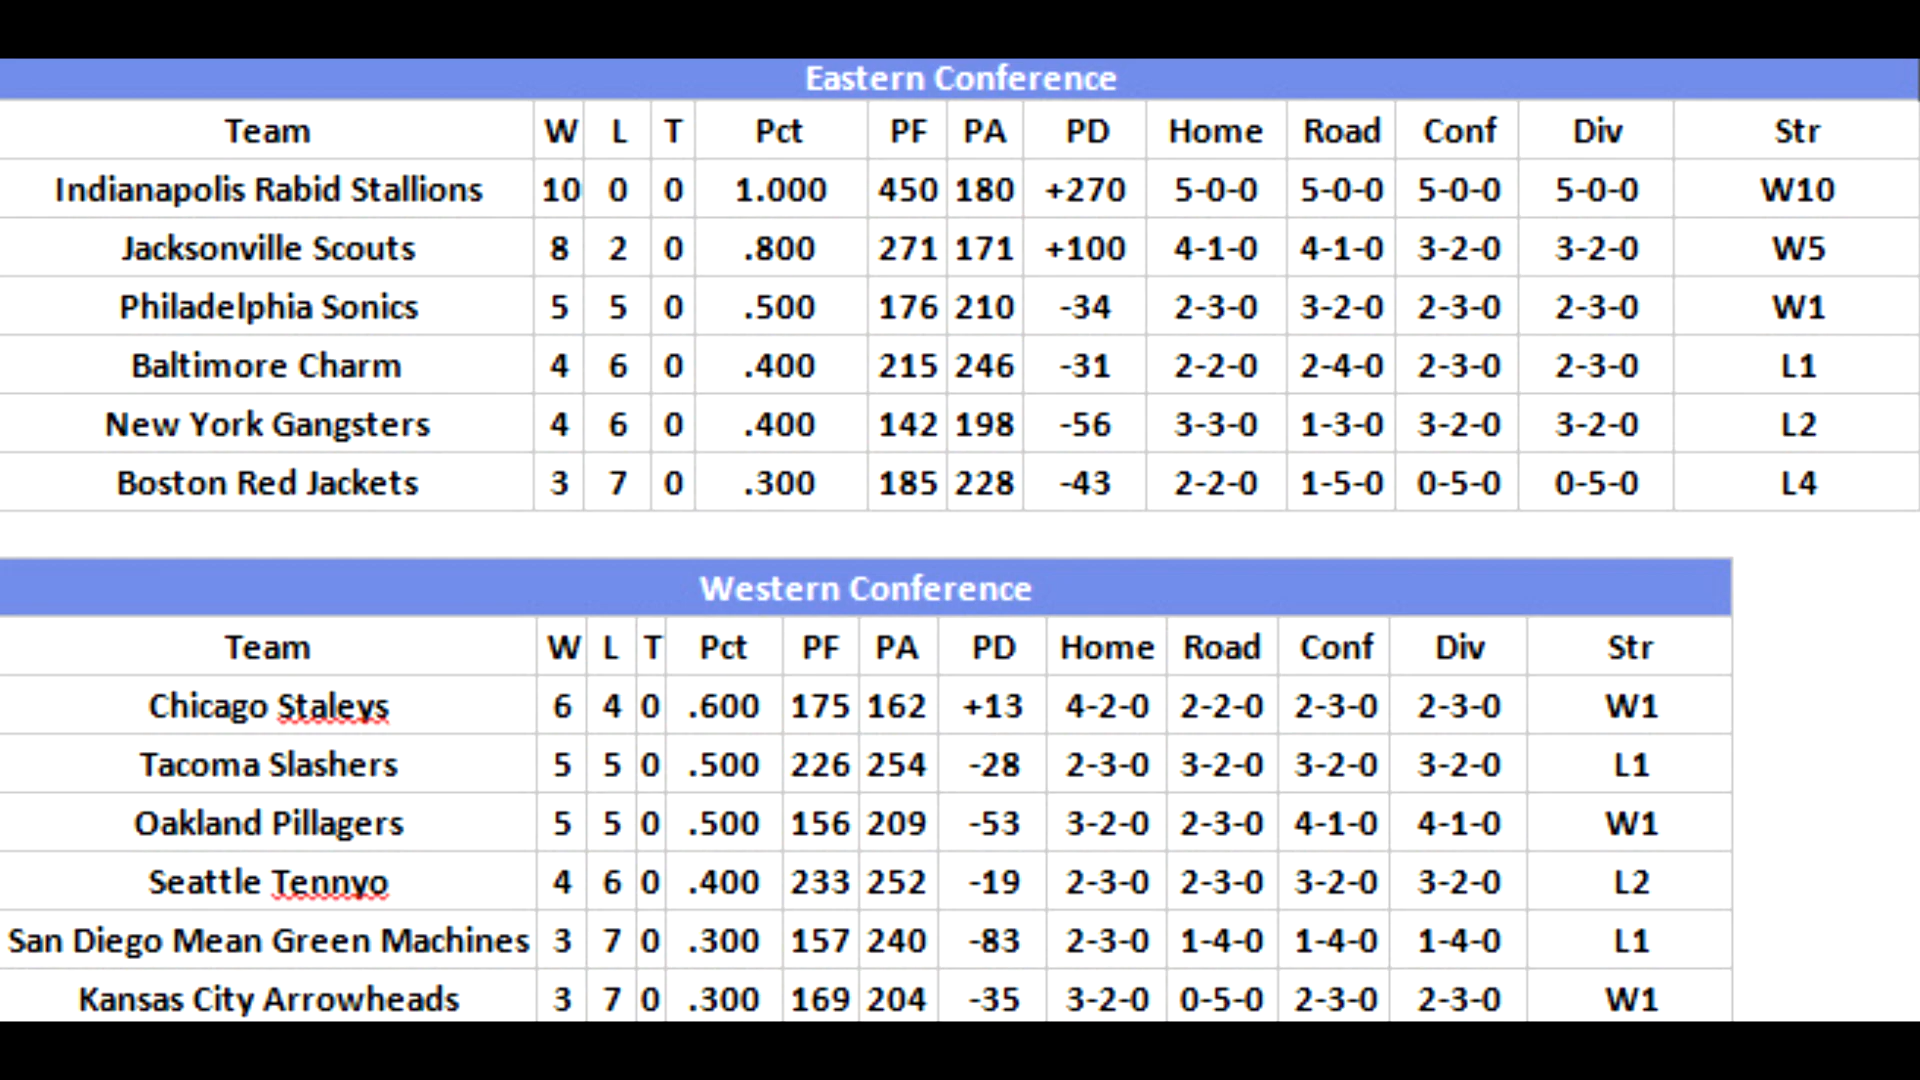 Eastern Conference
Team W L T Pct PF PA PD Home Road Conf Div Str
Indianapolis Rabid Stallions 10 0 0 1.000 450 180 +270 5-0-0 5-0-0 5-0-0 5-0-0 W10
Jacksonville Scouts 8 2 0 .800 271 171 +100 4-1-0 4-1-0 3-2-0 3-2-0 W5
Philadelphia Sonics 5 5 0 .500 176 210 -34 2-3-0 3-2-0 2-3-0 2-3-0 W1
Baltimore Charm 4 6 0 .400 215 246 -31 2-2-0 2-4-0 2-3-0 2-3-0 L1
New York Gangsters 4 6 0 .400 142 198 -56 3-3-0 1-3-0 3-2-0 3-2-0 L2
Boston Red Jackets 3 7 0 .300 185 228 -43 2-2-0 1-5-0 0-5-0 0-5-0 L4
Western Conference
Team W L T Pct PF PA PD Home Road Conf Div Str
Chicago Staleys 6 4 0 .600 175 162 +13 4-2-0 2-2-0 2-3-0 2-3-0 W1
Tacoma Slashers 5 5 0 .500 226 254 -28 2-3-0 3-2-0 3-2-0 3-2-0 L1
Oakland Pillagers 5 5 0 .500 156 209 -53 3-2-0 2-3-0 4-1-0 4-1-0 W1
Seattle Tennyo 4 6 0 .400 233 252 -19 2-3-0 2-3-0 3-2-0 3-2-0 L2
San Diego Mean Green Machines 3 7 0 .300 157 240 -83 2-3-0 1-4-0 1-4-0 1-4-0 L1
Kansas City Arrowheads 3 7 0 .300 169 204 -35 3-2-0 0-5-0 2-3-0 2-3-0 W1